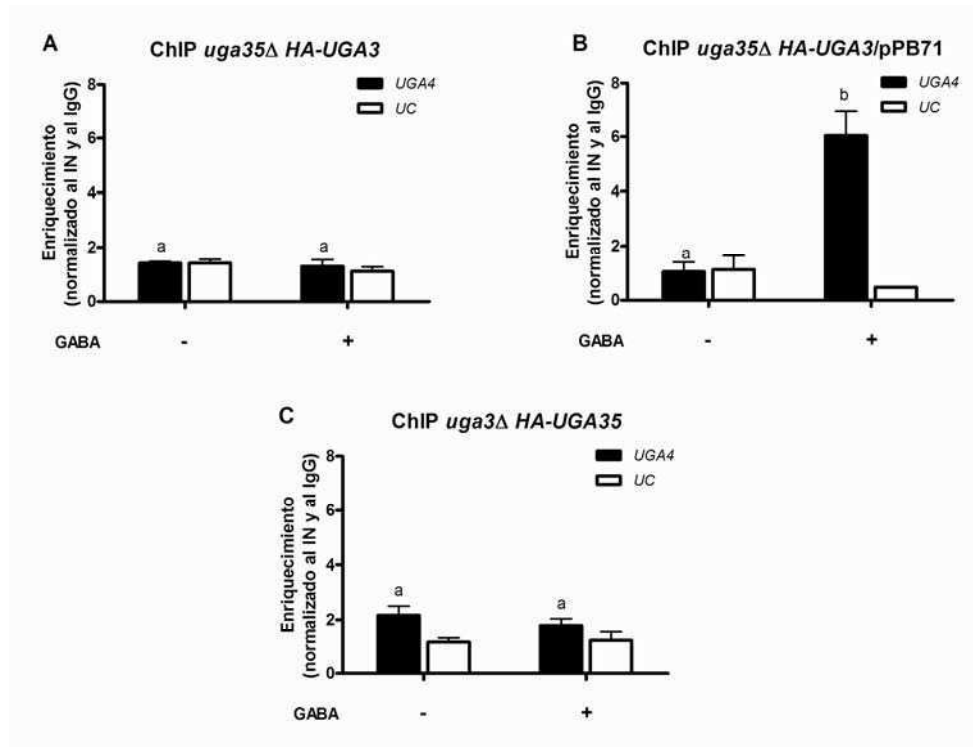 A
ChIP uga35Δ HA-UGA3
UGA4
UC
Enriquecimiento
(normalizado al IN y al IgG)
8
6
4
2
0
a
a
GABA - +
B
ChIP uga35Δ HA-UGA3/pPB71
UGA4
UC
Enriquecimiento
(normalizado al IN y al IgG)
8
6
4
2
0
a
b
GABA - +
C
ChIP uga3Δ HA-UGA35
UGA4
UC
Enriquecimiento
(normalizado al IN y al IgG)
8
6
4
2
0
a
a
GABA - +